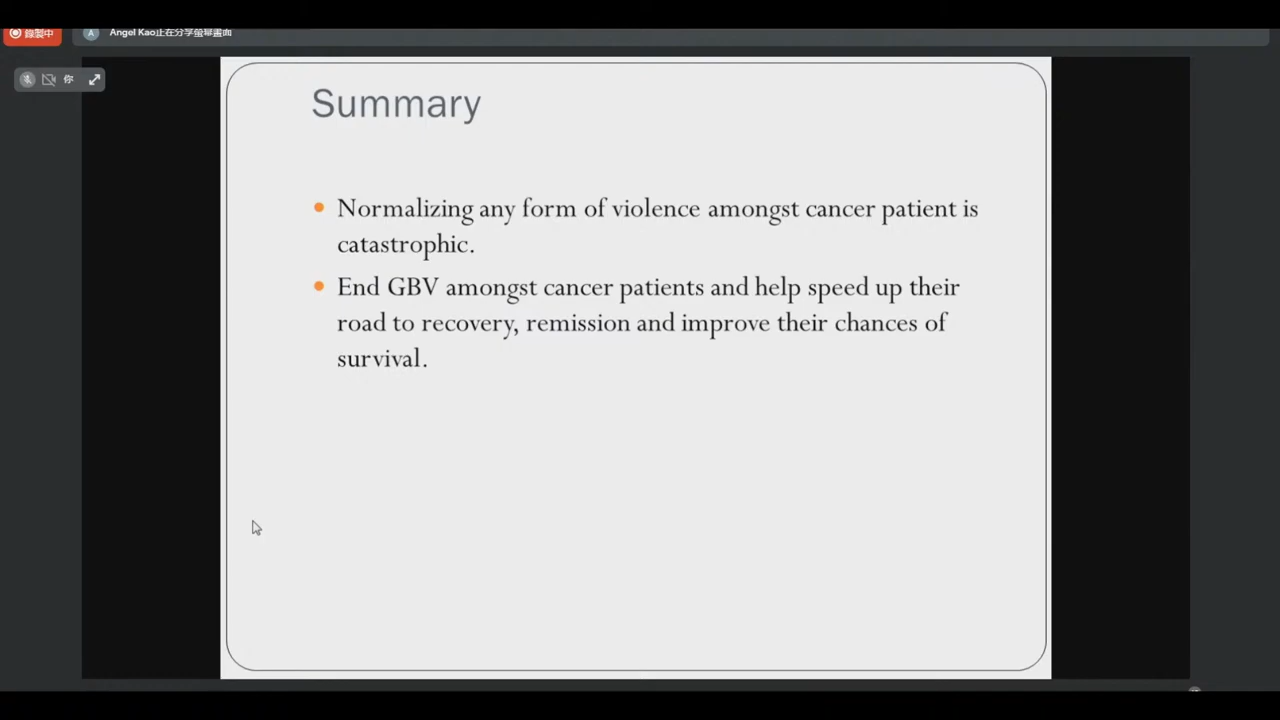 錄製中
A
Angel Kao正在分享螢幕畫面
你
Summary
Normalizing any form of violence amongst cancer patient is
catastrophic.
End GBV amongst cancer patients and help speed up their
road to recovery, remission and improve their chances of
survival.